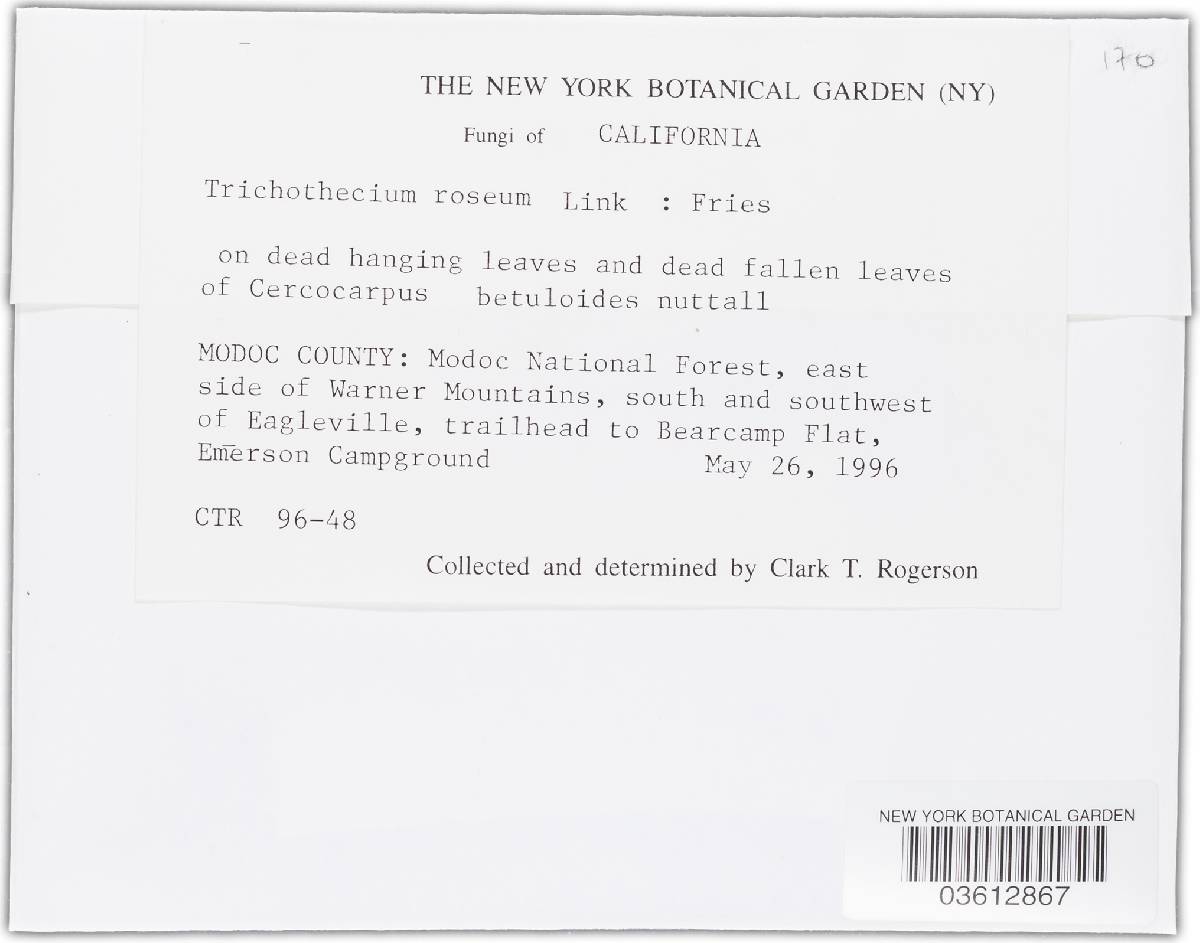 170
THE NEW YORK BOTANICAL GARDEN (NY)
Fungi of CALIFORNIA
Trichothecium roseum Link : Fries
on dead hanging leaves and dead fallen leaves
of Cercocarpus betuloides nuttall
MODOC COUNTY: Modoc National Forest, east
side of Warner Mountains, south and southwest
of Eagleville, trailhead to Bearcamp Flat,
Emerson Campground May 26, 1996
CTR 96-48
Collected and determined by Clark T. Rogerson
NEW YORK BOTANICAL GARDEN
03612867